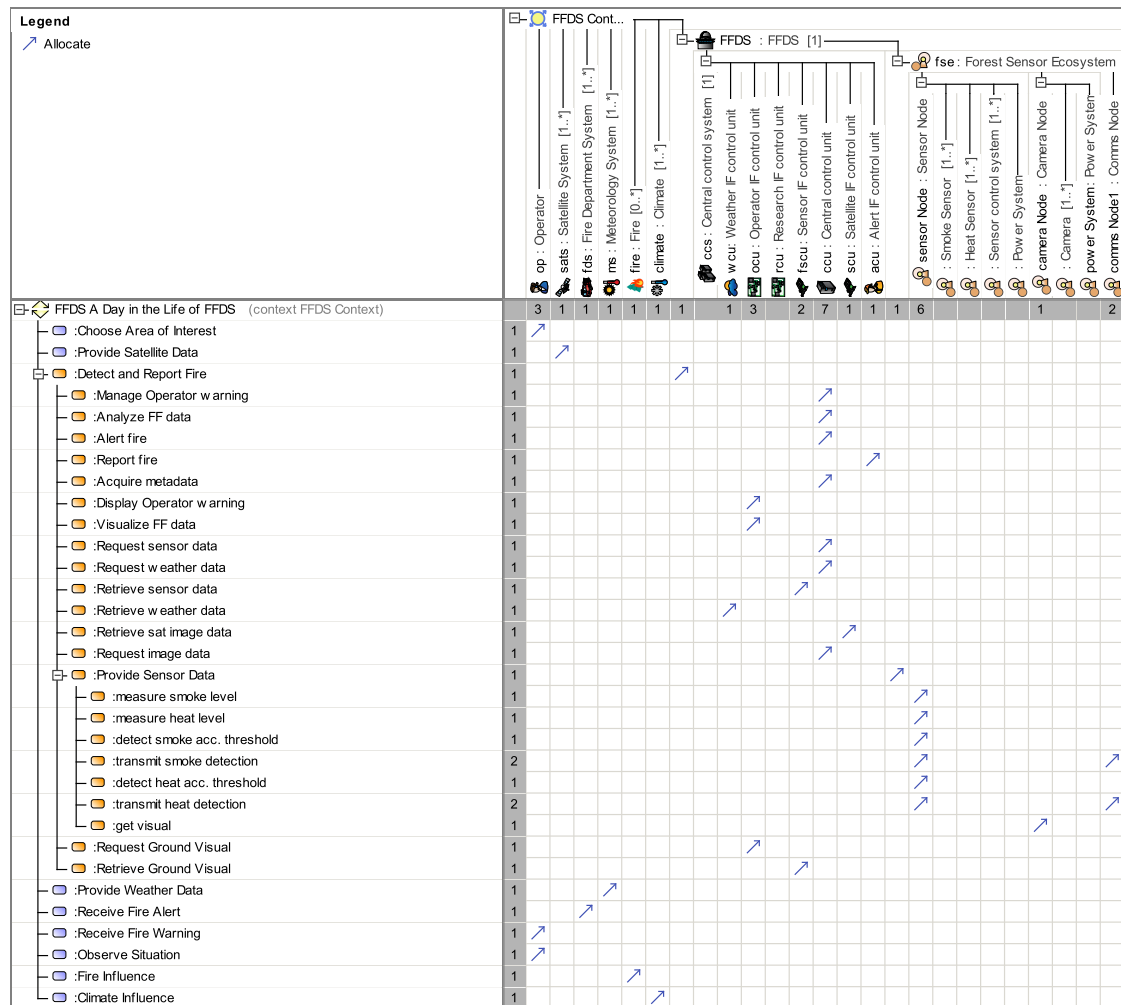 Legend
Allocate
FFDS Cont...
FFDS : FFDS [1]
fse : Forest Sensor Ecosystem
op : Operator
sats : Satellite System [1..*]
fds : Fire Department System [1..*]
ms : Meteorology System [1..*]
fire : Fire [0..*]
climate : Climate [1..*]
ccs : Central control system [1]
wcu : Weather IF control unit
ocu : Operator IF control unit
rcu : Research IF control unit
fscu : Sensor IF control unit
ccu : Central control unit
scu : Satellite IF control unit
acu : Alert IF control unit
sensor Node : Sensor Node
: Smoke Sensor [1..*]
: Heat Sensor [1..*]
: Sensor control system [1..*]
: Power System
camera Node : Camera Node
: Camera [1..*]
power System : Power System
comms Node1 : Comms Node
FFDS A Day in the Life of FFDS (context FFDS Context) 3 1 1 1 1 1 1 1 3 2 7 1 1 1 6 1 2
:Choose Area of Interest 1
:Provide Satellite Data 1
:Detect and Report Fire 1
:Manage Operator warning 1
:Analyze FF data 1
:Alert fire 1
:Report fire 1
:Acquire metadata 1
:Display Operator warning 1
:Visualize FF data 1
:Request sensor data 1
:Request weather data 1
:Retrieve sensor data 1
:Retrieve weather data 1
:Retrieve sat image data 1
:Request image data 1
:Provide Sensor Data 1
:measure smoke level 1
:measure heat level 1
:detect smoke acc. threshold 1
:transmit smoke detection 2
:detect heat acc. threshold 1
:transmit heat detection 2
:get visual 1
:Request Ground Visual 1
:Retrieve Ground Visual 1
:Provide Weather Data 1
:Receive Fire Alert 1
:Receive Fire Warning 1
:Observe Situation 1
:Fire Influence 1
:Climate Influence 1